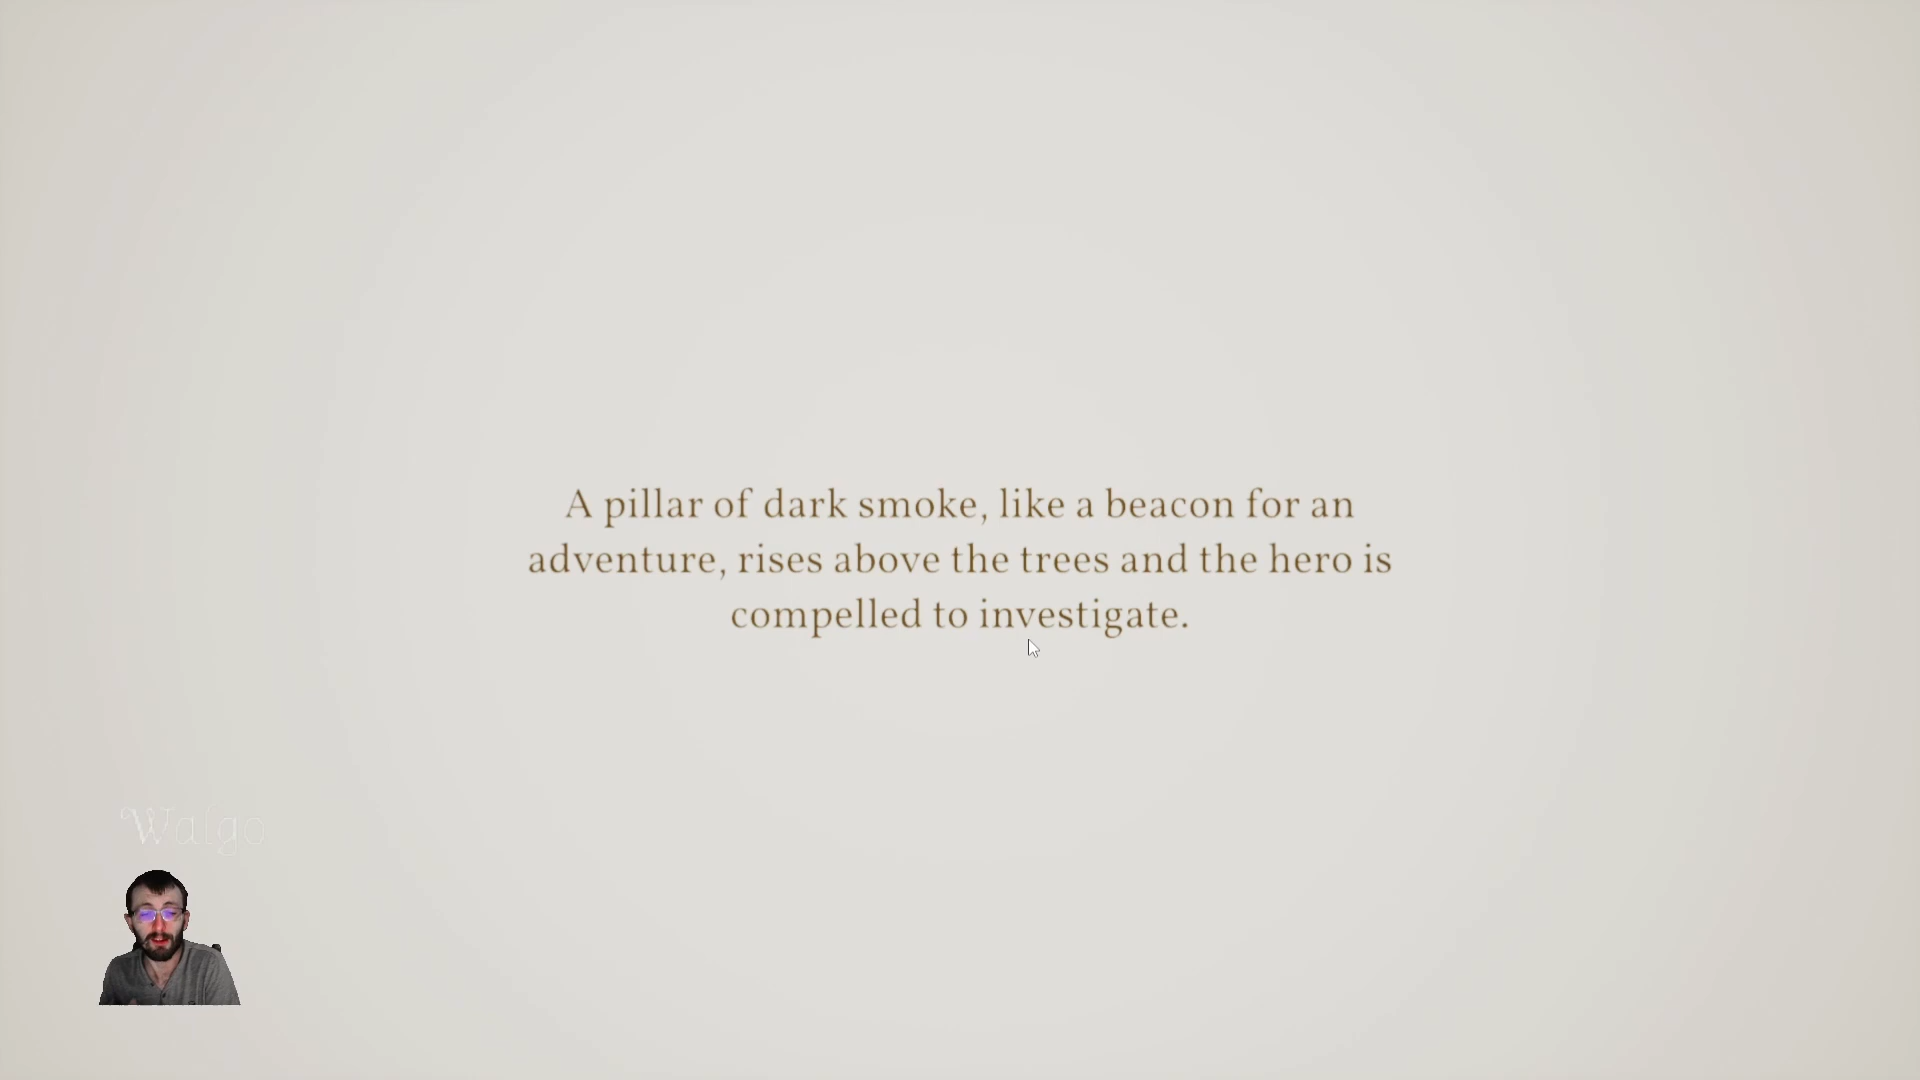 A pillar of dark smoke, like a beacon for an
adventure, rises above the trees and the hero is
compelled to investigate.
Walgo